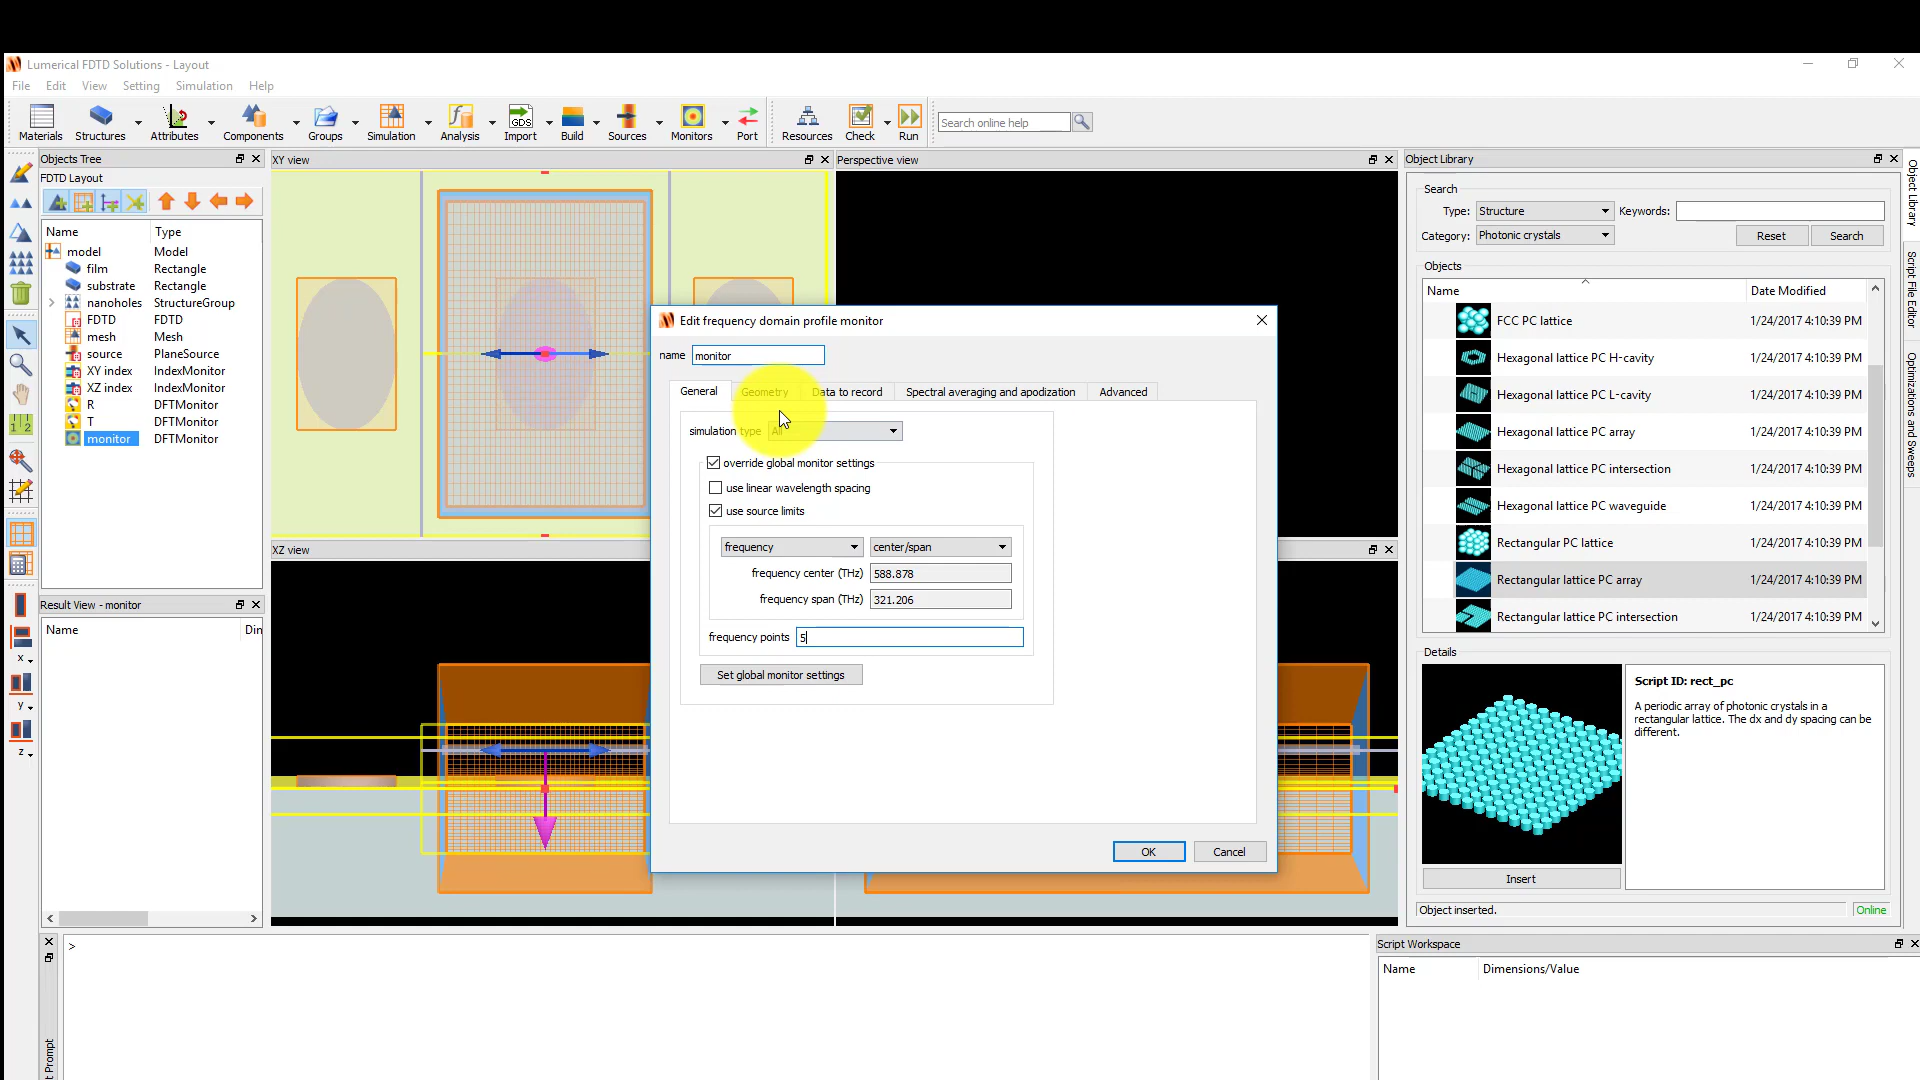 Lumerical FDTD Solutions - Layout
File Edit View Setting Simulation Help
Materials Structures Attributes Components Groups Simulation Analysis Import Build Sources Monitors Port Resources Check Run
GDS
Search online help
Objects Tree
FDTD Layout
Name Type
model Model
film Rectangle
substrate Rectangle
nanoholes StructureGroup
FDTD FDTD
mesh Mesh
source PlaneSource
XY index IndexMonitor
XZ index IndexMonitor
R DFTMonitor
T DFTMonitor
monitor DFTMonitor
1 2
x
y
z
Result View - monitor
Name Din
XY view
Perspective view
XZ view
Edit frequency domain profile monitor
name monitor
General Geometry Data to record Spectral averaging and apodization Advanced
simulation type All
override global monitor settings
use linear wavelength spacing
use source limits
frequency center/span
frequency center (THz) 588.878
frequency span (THz) 321.206
frequency points 5
Set global monitor settings
OK Cancel
Object Library
Search
Type: Structure Keywords:
Category: Photonic crystals Reset Search
Objects
Name Date Modified
FCC PC lattice 1/24/2017 4:10:39 PM
Hexagonal lattice PC H-cavity 1/24/2017 4:10:39 PM
Hexagonal lattice PC L-cavity 1/24/2017 4:10:39 PM
Hexagonal lattice PC array 1/24/2017 4:10:39 PM
Hexagonal lattice PC intersection 1/24/2017 4:10:39 PM
Hexagonal lattice PC waveguide 1/24/2017 4:10:39 PM
Rectangular PC lattice 1/24/2017 4:10:39 PM
Rectangular lattice PC array 1/24/2017 4:10:39 PM
Rectangular lattice PC intersection 1/24/2017 4:10:39 PM
Details
Script ID: rect_pc
A periodic array of photonic crystals in a
rectangular lattice. The dx and dy spacing can be
different.
Insert
Object inserted. Online
Object Library
Script File Editor
Optimizations and Sweeps
>
t Prompt
Script Workspace
Name Dimensions/Value